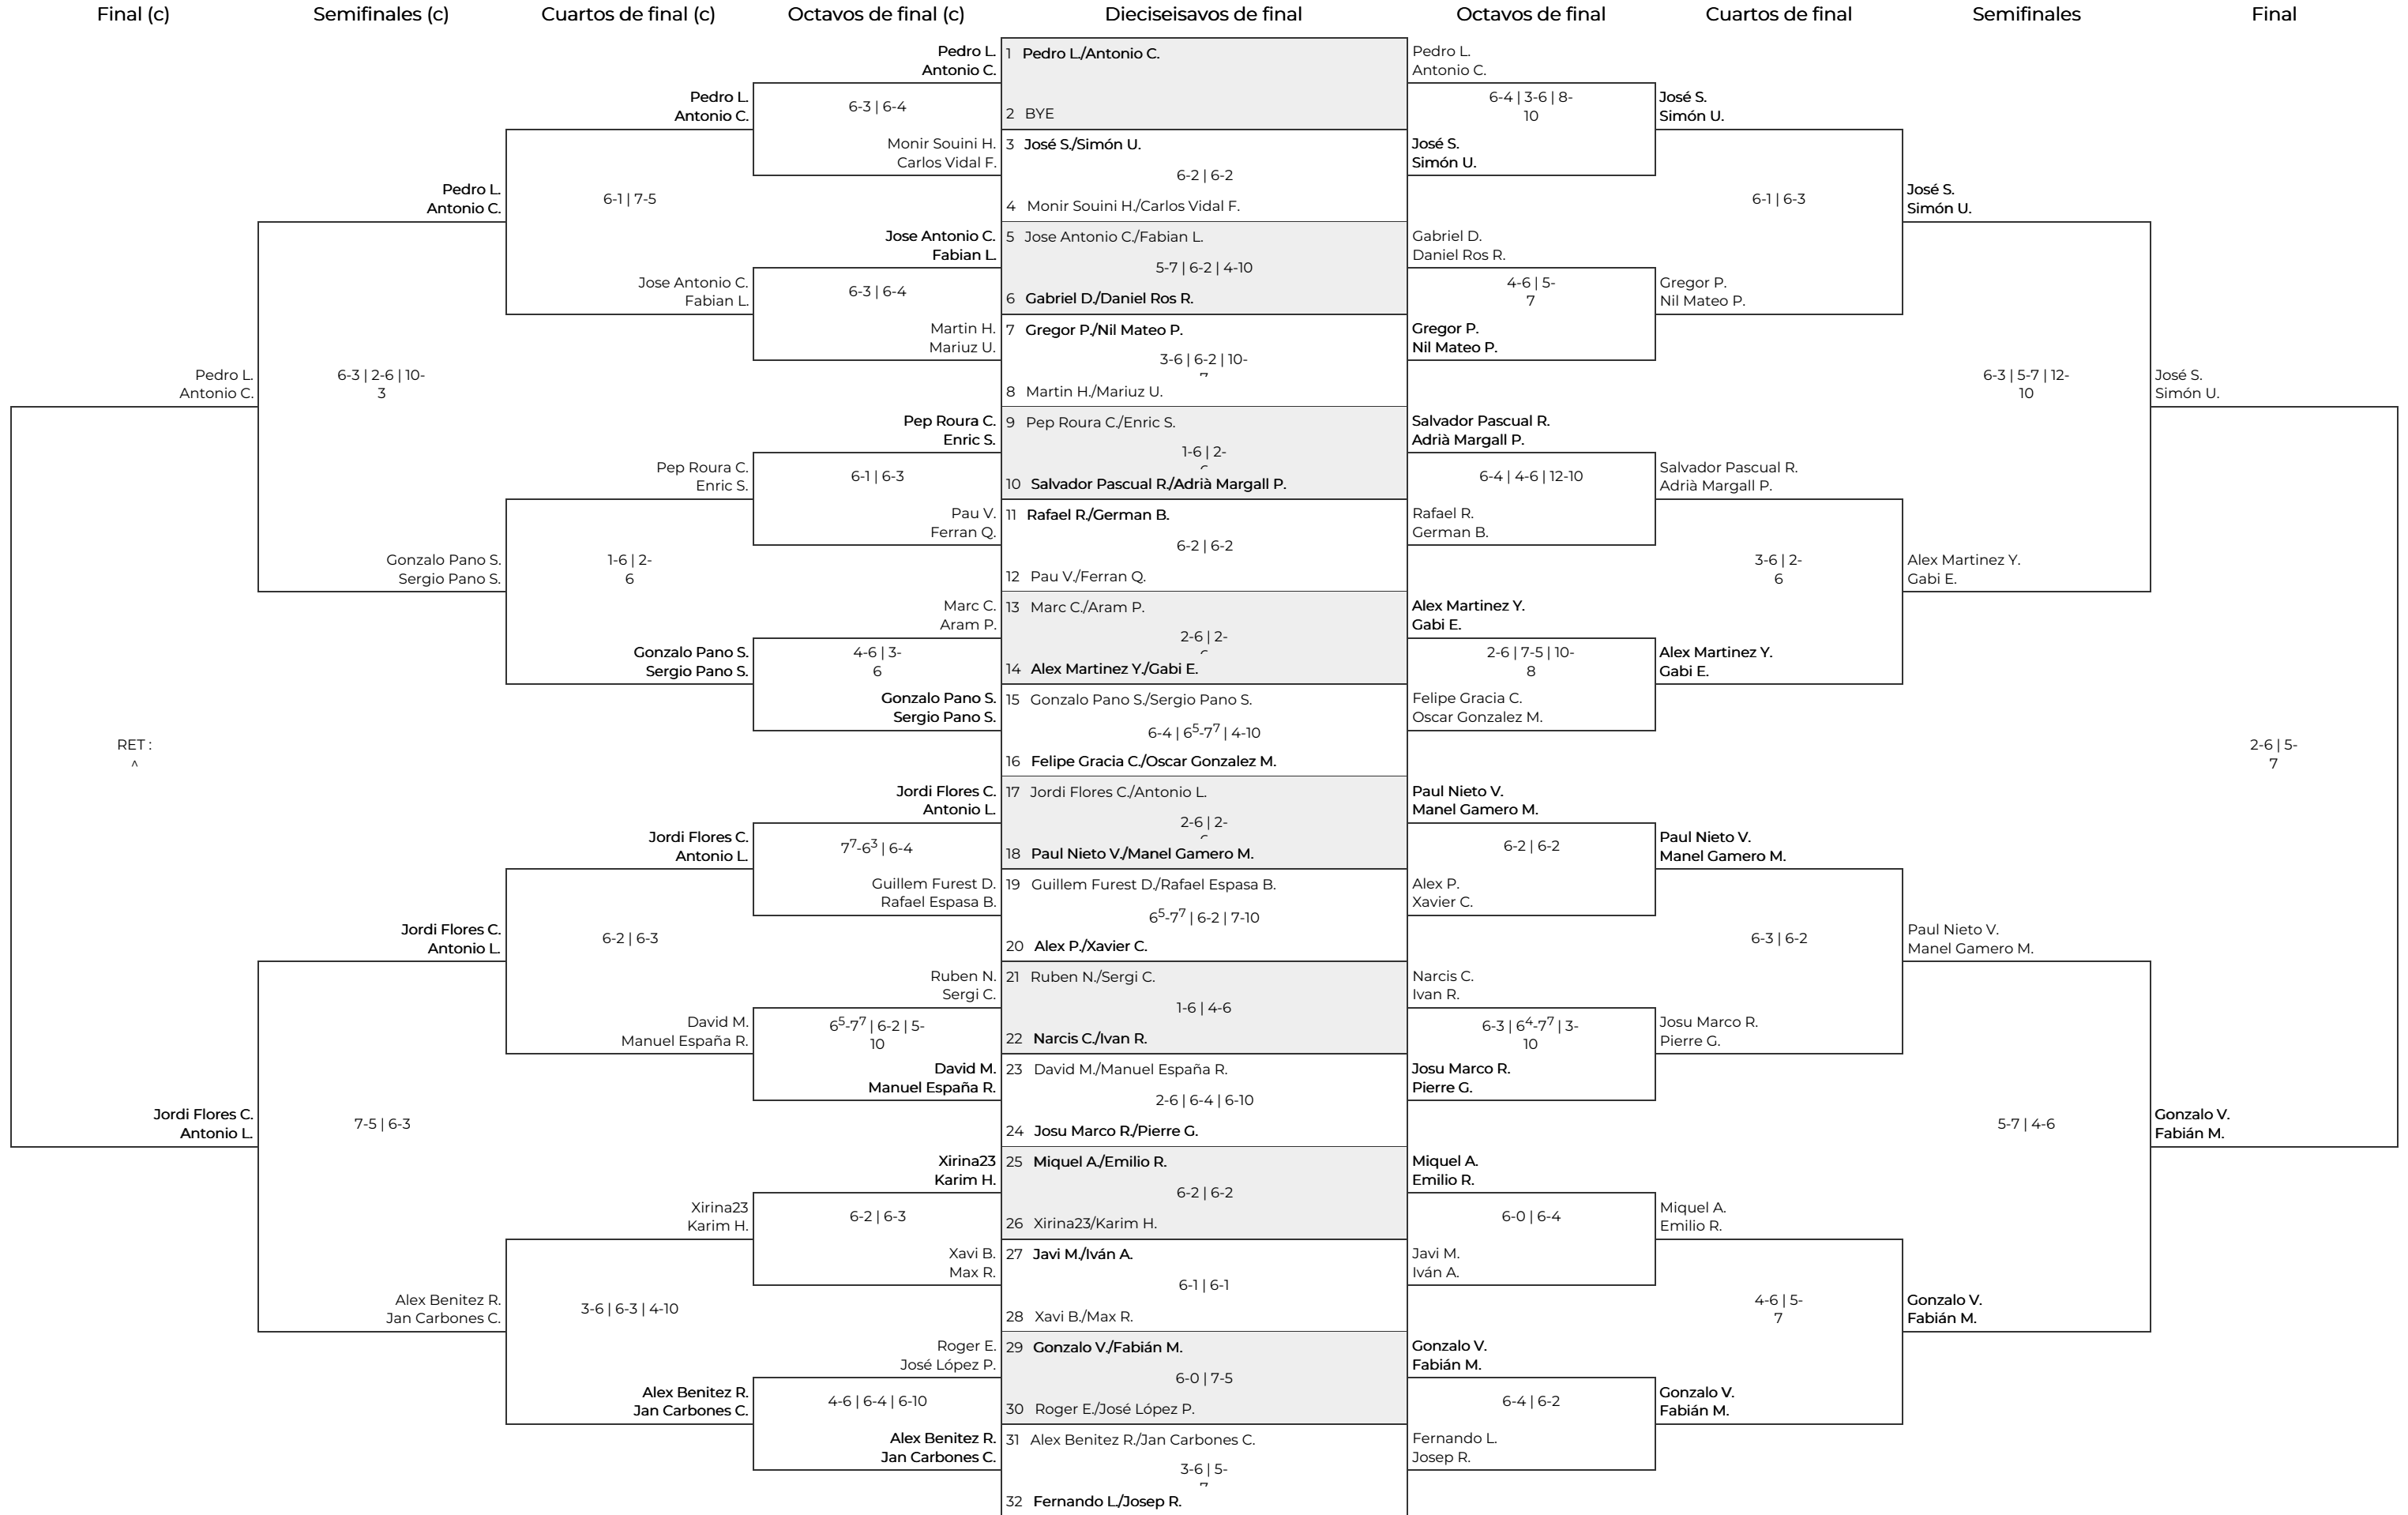 Final (c)
Semifinales (c)
Cuartos de final (c)
Octavos de final (c)
Dieciseisavos de final
Octavos de final
Cuartos de final
Semifinales
Final
Pedro L.
Antonio C.
RET :
^
Jordi Flores C.
Antonio L.
Pedro L.
Antonio C.
6-3 | 2-6 | 10-
3
Gonzalo Pano S.
Sergio Pano S.
Jordi Flores C.
Antonio L.
7-5 | 6-3
Alex Benitez R.
Jan Carbones C.
Pedro L.
Antonio C.
6-1 | 7-5
Jose Antonio C.
Fabian L.
Pep Roura C.
Enric S.
1-6 | 2-
6
Gonzalo Pano S.
Sergio Pano S.
Jordi Flores C.
Antonio L.
6-2 | 6-3
David M.
Manuel España R.
Xirina23
Karim H.
3-6 | 6-3 | 4-10
Alex Benitez R.
Jan Carbones C.
Pedro L.
Antonio C.
6-3 | 6-4
Monir Souini H.
Carlos Vidal F.
Jose Antonio C.
Fabian L.
6-3 | 6-4
Martin H.
Mariuz U.
Pep Roura C.
Enric S.
6-1 | 6-3
Pau V.
Ferran Q.
Marc C.
Aram P.
4-6 | 3-
6
Gonzalo Pano S.
Sergio Pano S.
Jordi Flores C.
Antonio L.
7⁷-6³ | 6-4
Guillem Furest D.
Rafael Espasa B.
Ruben N.
Sergi C.
6⁵-7⁷ | 6-2 | 5-
10
David M.
Manuel España R.
Xirina23
Karim H.
6-2 | 6-3
Xavi B.
Max R.
Roger E.
José López P.
4-6 | 6-4 | 6-10
Alex Benitez R.
Jan Carbones C.
1 Pedro L./Antonio C.
2 BYE
3 José S./Simón U.
6-2 | 6-2
4 Monir Souini H./Carlos Vidal F.
5 Jose Antonio C./Fabian L.
5-7 | 6-2 | 4-10
6 Gabriel D./Daniel Ros R.
7 Gregor P./Nil Mateo P.
3-6 | 6-2 | 10-
8 Martin H./Mariuz U.
9 Pep Roura C./Enric S.
1-6 | 2-
10 Salvador Pascual R./Adrià Margall P.
11 Rafael R./German B.
6-2 | 6-2
12 Pau V./Ferran Q.
13 Marc C./Aram P.
2-6 | 2-
14 Alex Martinez Y./Gabi E.
15 Gonzalo Pano S./Sergio Pano S.
6-4 | 6⁵-7⁷ | 4-10
16 Felipe Gracia C./Oscar Gonzalez M.
17 Jordi Flores C./Antonio L.
2-6 | 2-
18 Paul Nieto V./Manel Gamero M.
19 Guillem Furest D./Rafael Espasa B.
6⁵-7⁷ | 6-2 | 7-10
20 Alex P./Xavier C.
21 Ruben N./Sergi C.
1-6 | 4-6
22 Narcis C./Ivan R.
23 David M./Manuel España R.
2-6 | 6-4 | 6-10
24 Josu Marco R./Pierre G.
25 Miquel A./Emilio R.
6-2 | 6-2
26 Xirina23/Karim H.
27 Javi M./Iván A.
6-1 | 6-1
28 Xavi B./Max R.
29 Gonzalo V./Fabián M.
6-0 | 7-5
30 Roger E./José López P.
31 Alex Benitez R./Jan Carbones C.
3-6 | 5-
32 Fernando L./Josep R.
Pedro L.
Antonio C.
6-4 | 3-6 | 8-
10
José S.
Simón U.
Gabriel D.
Daniel Ros R.
4-6 | 5-
7
Gregor P.
Nil Mateo P.
Salvador Pascual R.
Adrià Margall P.
6-4 | 4-6 | 12-10
Rafael R.
German B.
Alex Martinez Y.
Gabi E.
2-6 | 7-5 | 10-
8
Felipe Gracia C.
Oscar Gonzalez M.
Paul Nieto V.
Manel Gamero M.
6-2 | 6-2
Alex P.
Xavier C.
Narcis C.
Ivan R.
6-3 | 6⁴-7⁷ | 3-
10
Josu Marco R.
Pierre G.
Miquel A.
Emilio R.
6-0 | 6-4
Javi M.
Iván A.
Gonzalo V.
Fabián M.
6-4 | 6-2
Fernando L.
Josep R.
José S.
Simón U.
6-1 | 6-3
Gregor P.
Nil Mateo P.
Salvador Pascual R.
Adrià Margall P.
3-6 | 2-
6
Alex Martinez Y.
Gabi E.
Paul Nieto V.
Manel Gamero M.
6-3 | 6-2
Josu Marco R.
Pierre G.
Miquel A.
Emilio R.
4-6 | 5-
7
Gonzalo V.
Fabián M.
José S.
Simón U.
6-3 | 5-7 | 12-
10
Alex Martinez Y.
Gabi E.
Paul Nieto V.
Manel Gamero M.
5-7 | 4-6
Gonzalo V.
Fabián M.
José S.
Simón U.
2-6 | 5-
7
Gonzalo V.
Fabián M.